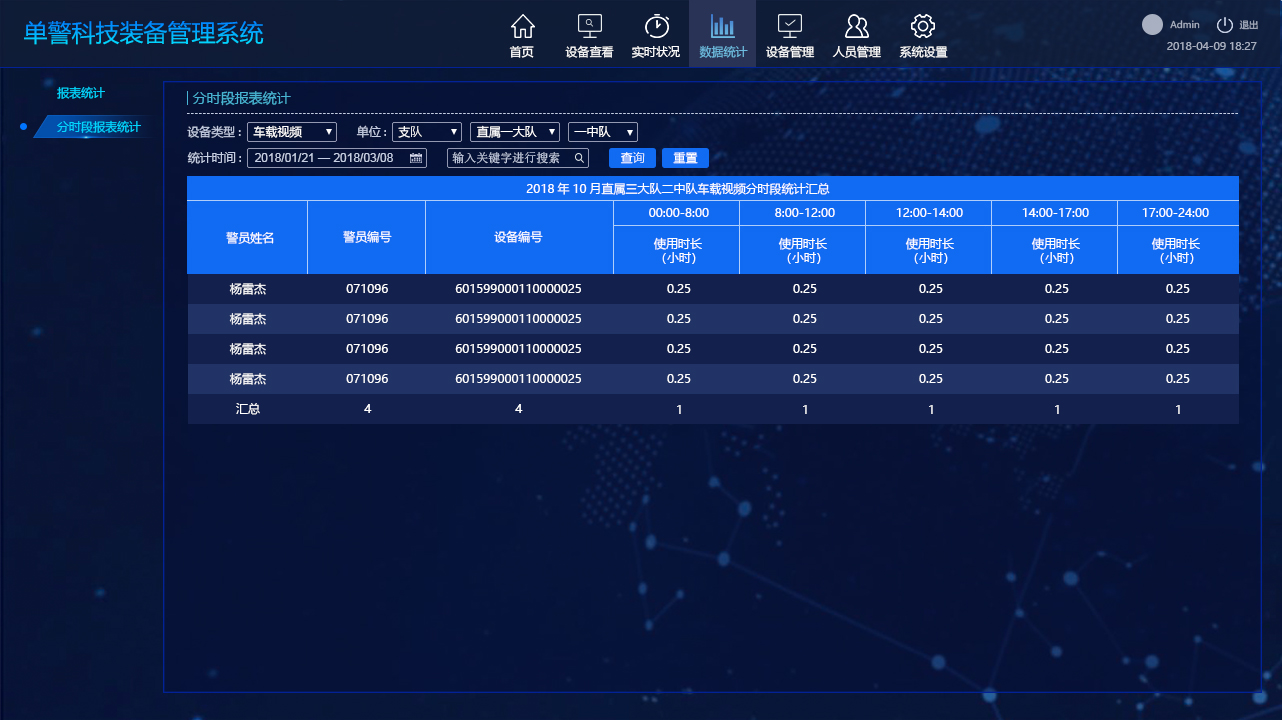 单警科技装备管理系统
首页 设备查看 实时状况 数据统计 设备管理 人员管理 系统设置
Admin 退出
2018-04-09 18:27
报表统计
分时段报表统计
分时段报表统计
设备类型 : 车载视频 单位 : 支队 直属一大队 一中队
统计时间 : 2018/01/21 — 2018/03/08 输入关键字进行搜索 查询 重置
2018 年 10 月直属三大队二中队车载视频分时段统计汇总
警员姓名 警员编号 设备编号 00:00-8:00 8:00-12:00 12:00-14:00 14:00-17:00 17:00-24:00
使用时长 使用时长 使用时长 使用时长 使用时长
(小时) (小时) (小时) (小时) (小时)
杨雷杰 071096 601599000110000025 0.25 0.25 0.25 0.25 0.25
杨雷杰 071096 601599000110000025 0.25 0.25 0.25 0.25 0.25
杨雷杰 071096 601599000110000025 0.25 0.25 0.25 0.25 0.25
杨雷杰 071096 601599000110000025 0.25 0.25 0.25 0.25 0.25
汇总 4 4 1 1 1 1 1